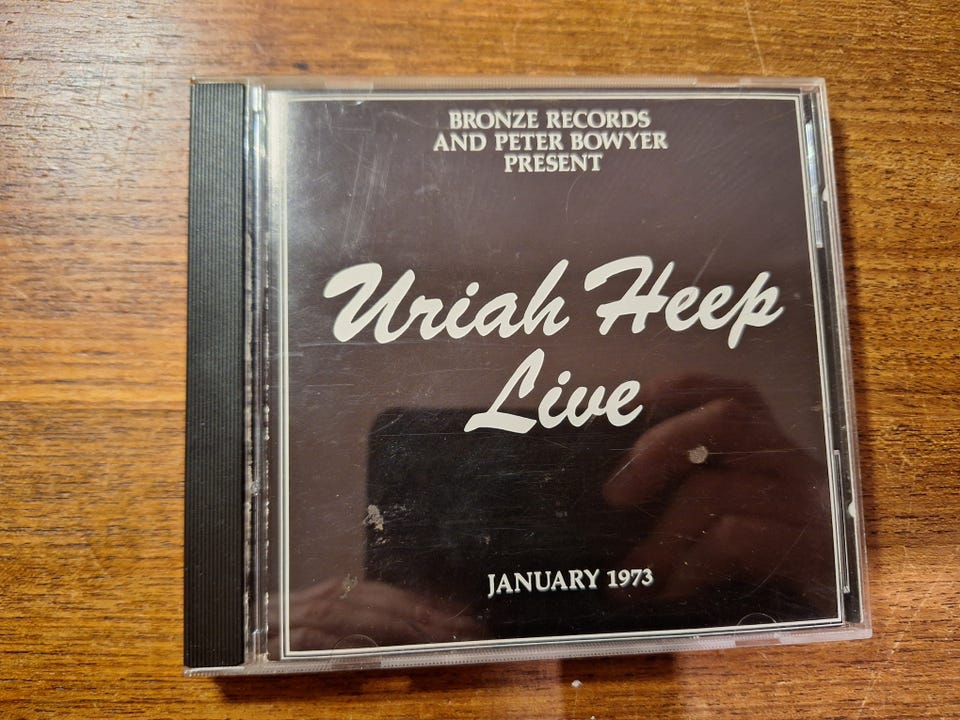 BRONZE RECORDS
AND PETER BOWYER
PRESENT
Uriah Heep
Live
JANUARY 1973